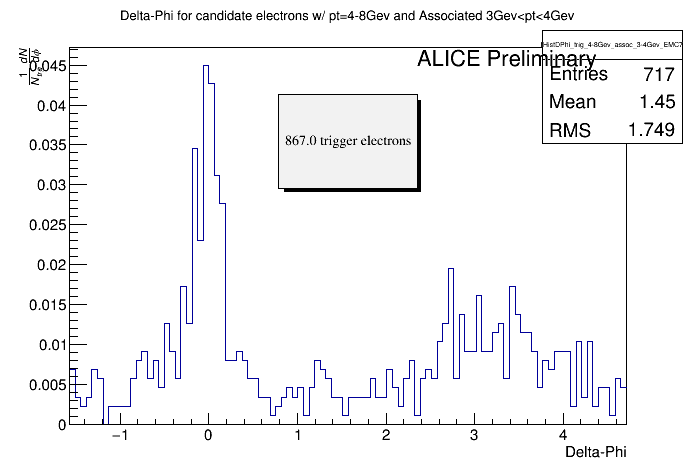 Delta-Phi for candidate electrons w/ pt=4-8Gev and Associated 3Gev<pt<4Gev
ALICE Preliminary
HistDPhi_trig_4-8Gev_assoc_3-4Gev_EMC7
Entries 717
Mean 1.45
RMS 1.749
867.0 trigger electrons
0.045
0.04
0.035
0.03
0.025
0.02
0.015
0.01
0.005
0
−1 0 1 2 3 4
Delta-Phi